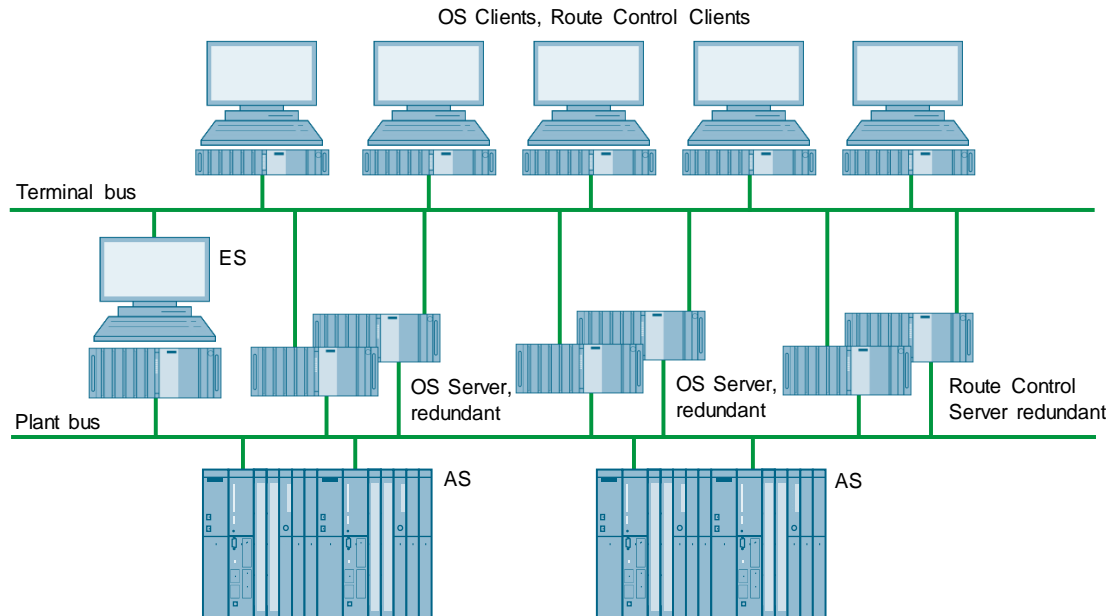 OS Clients, Route Control Clients
Terminal bus
ES
OS Server,
redundant
OS Server,
redundant
Route Control
Server redundant
Plant bus
AS
AS